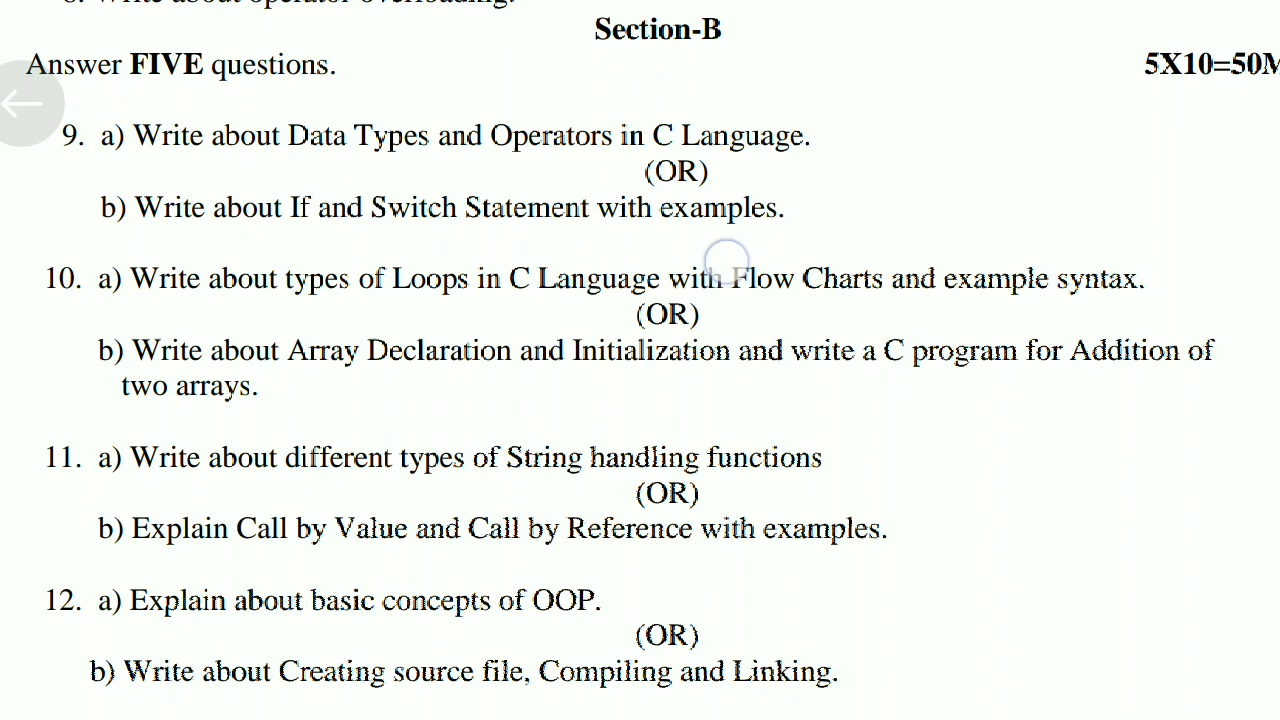 Section-B
Answer FIVE questions. 5X10=50M
9. a) Write about Data Types and Operators in C Language.
(OR)
b) Write about If and Switch Statement with examples.
10. a) Write about types of Loops in C Language with Flow Charts and example syntax.
(OR)
b) Write about Array Declaration and Initialization and write a C program for Addition of
two arrays.
11. a) Write about different types of String handling functions
(OR)
b) Explain Call by Value and Call by Reference with examples.
12. a) Explain about basic concepts of OOP.
(OR)
b) Write about Creating source file, Compiling and Linking.